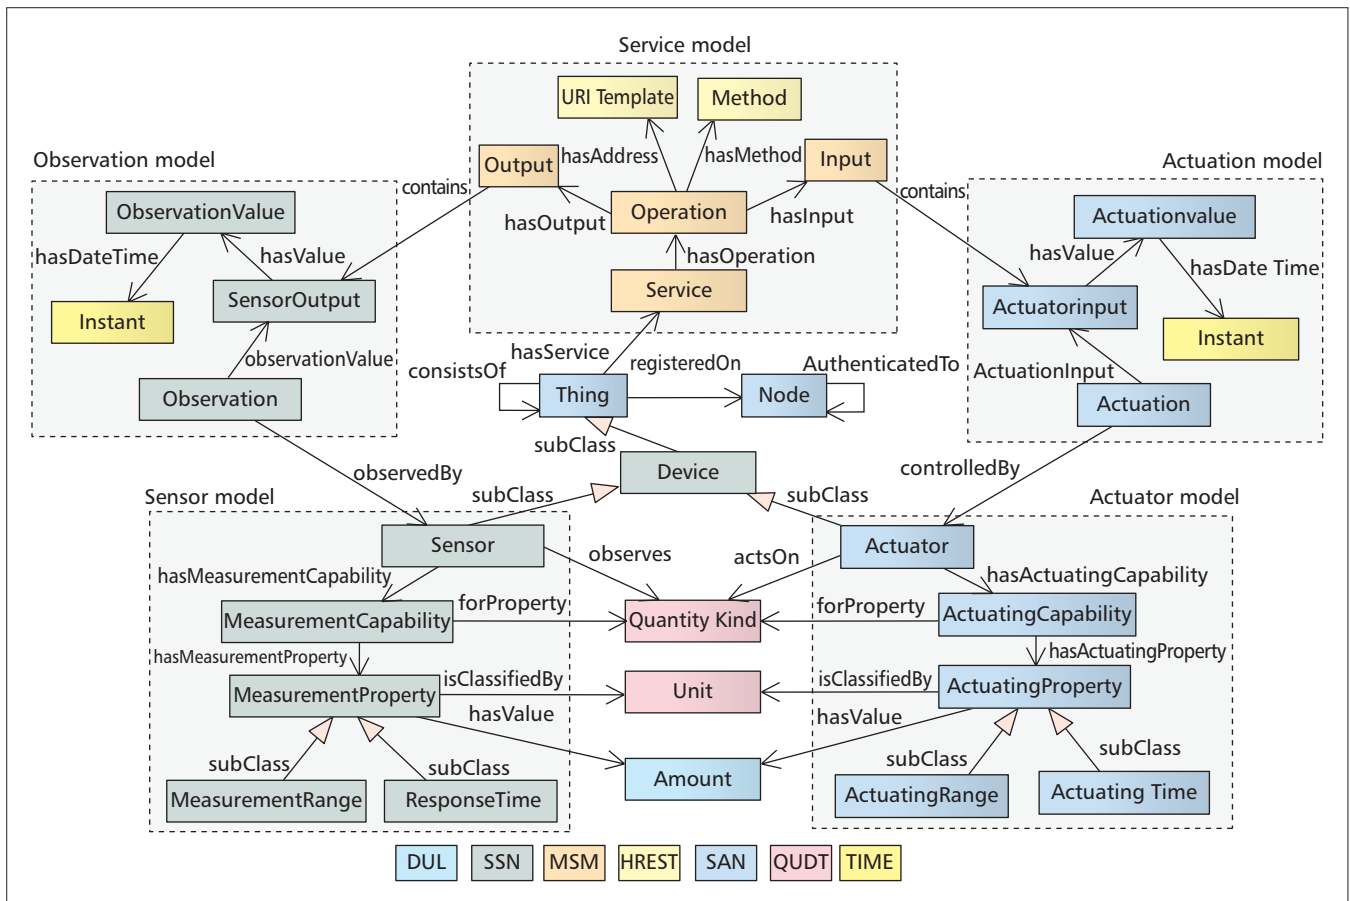 Service model
URI Template
Method
Output
hasAddress
hasMethod
Input
Operation
hasOutput
hasInput
hasOperation
Service
contains
contains
Observation model
ObservationValue
hasDateTime
hasValue
SensorOutput
Instant
observationValue
Observation
Actuation model
Actuationvalue
hasValue
hasDate Time
Actuatorinput
Instant
ActuationInput
Actuation
hasService
consistsOf
registeredOn
AuthenticatedTo
Thing
Node
subClass
Device
observedBy
controlledBy
subClass
subClass
Sensor model
Sensor
hasMeasurementCapability
MeasurementCapability
hasMeasurementProperty
MeasurementProperty
subClass
subClass
MeasurementRange
ResponseTime
observes
actsOn
forProperty
Quantity Kind
forProperty
isClassifiedBy
Unit
isClassifiedBy
hasValue
hasValue
Amount
Actuator model
Actuator
hasActuatingCapability
ActuatingCapability
hasActuatingProperty
ActuatingProperty
subClass
subClass
ActuatingRange
Actuating Time
DUL
SSN
MSM
HREST
SAN
QUDT
TIME